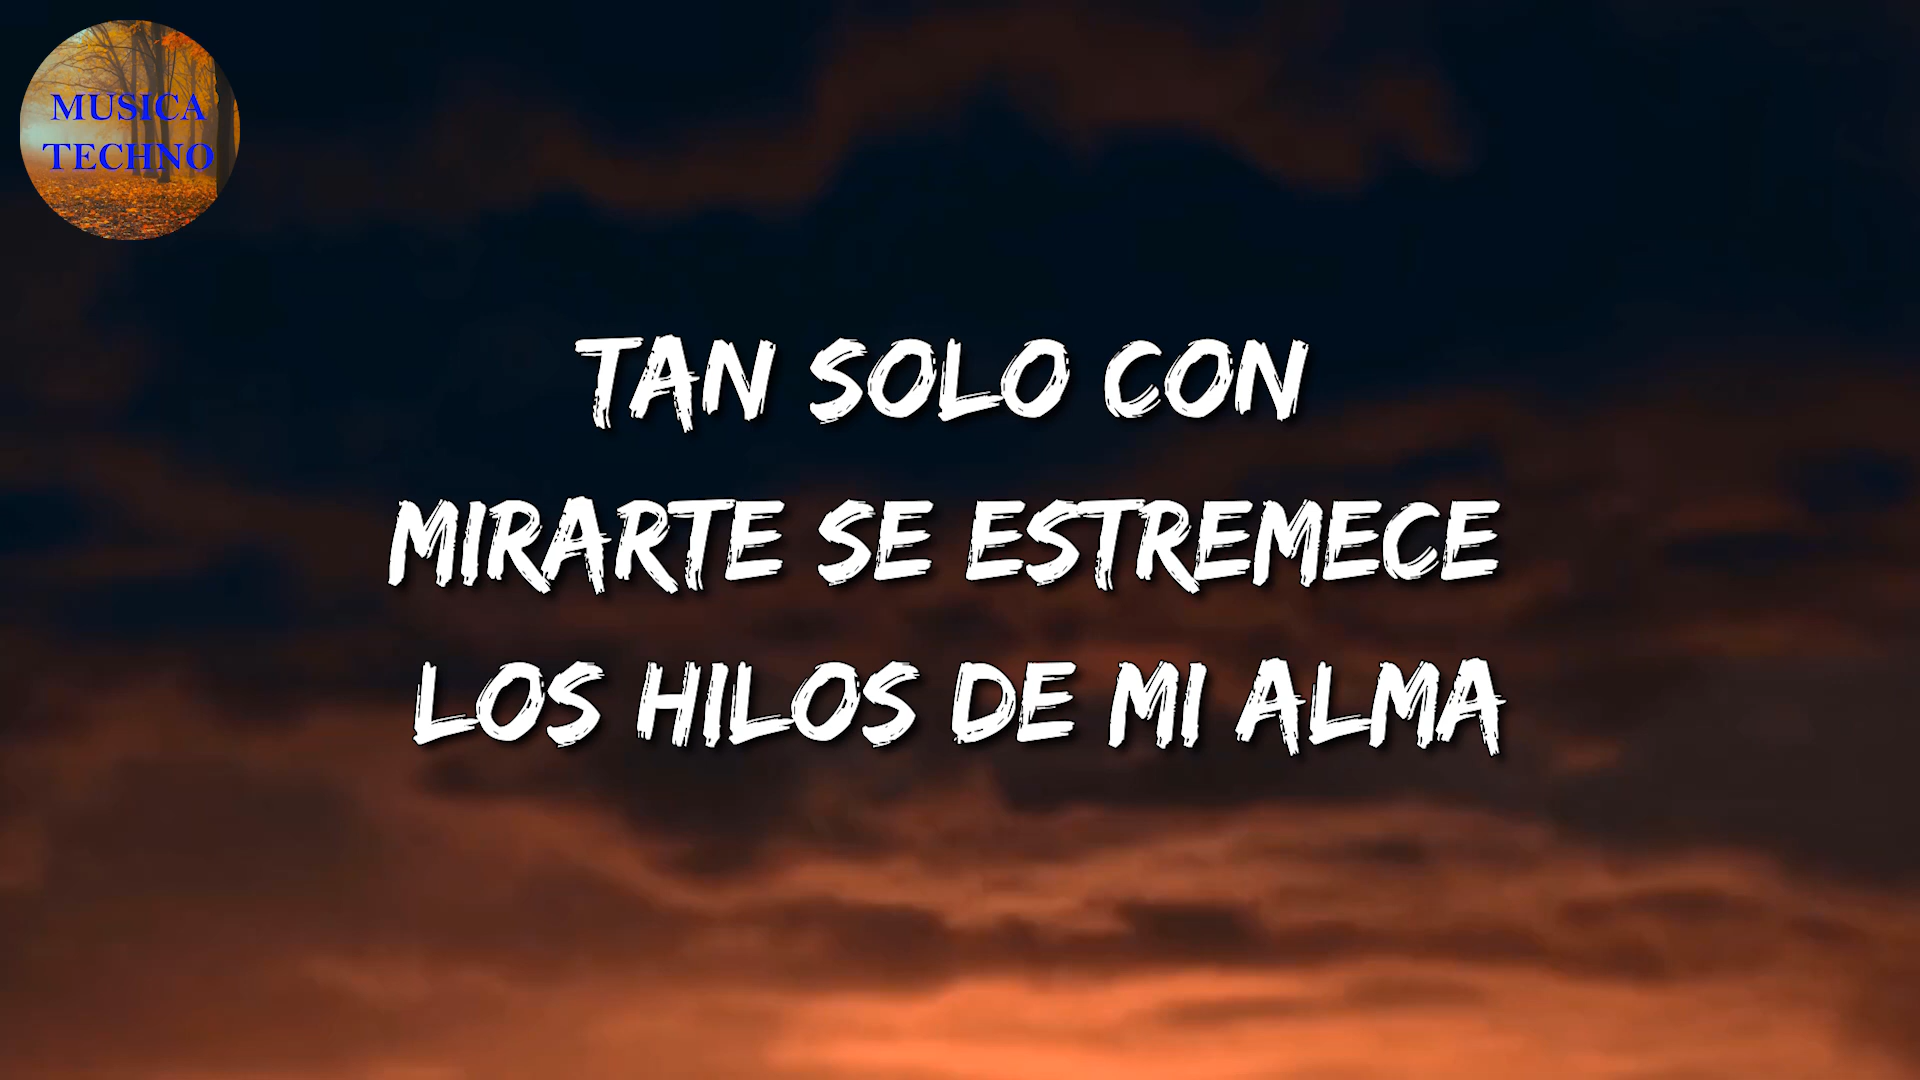 MUSICA
TECHNO
TAN SOLO CON
MIRARTE SE ESTREMECE
LOS HILOS DE MI ALMA